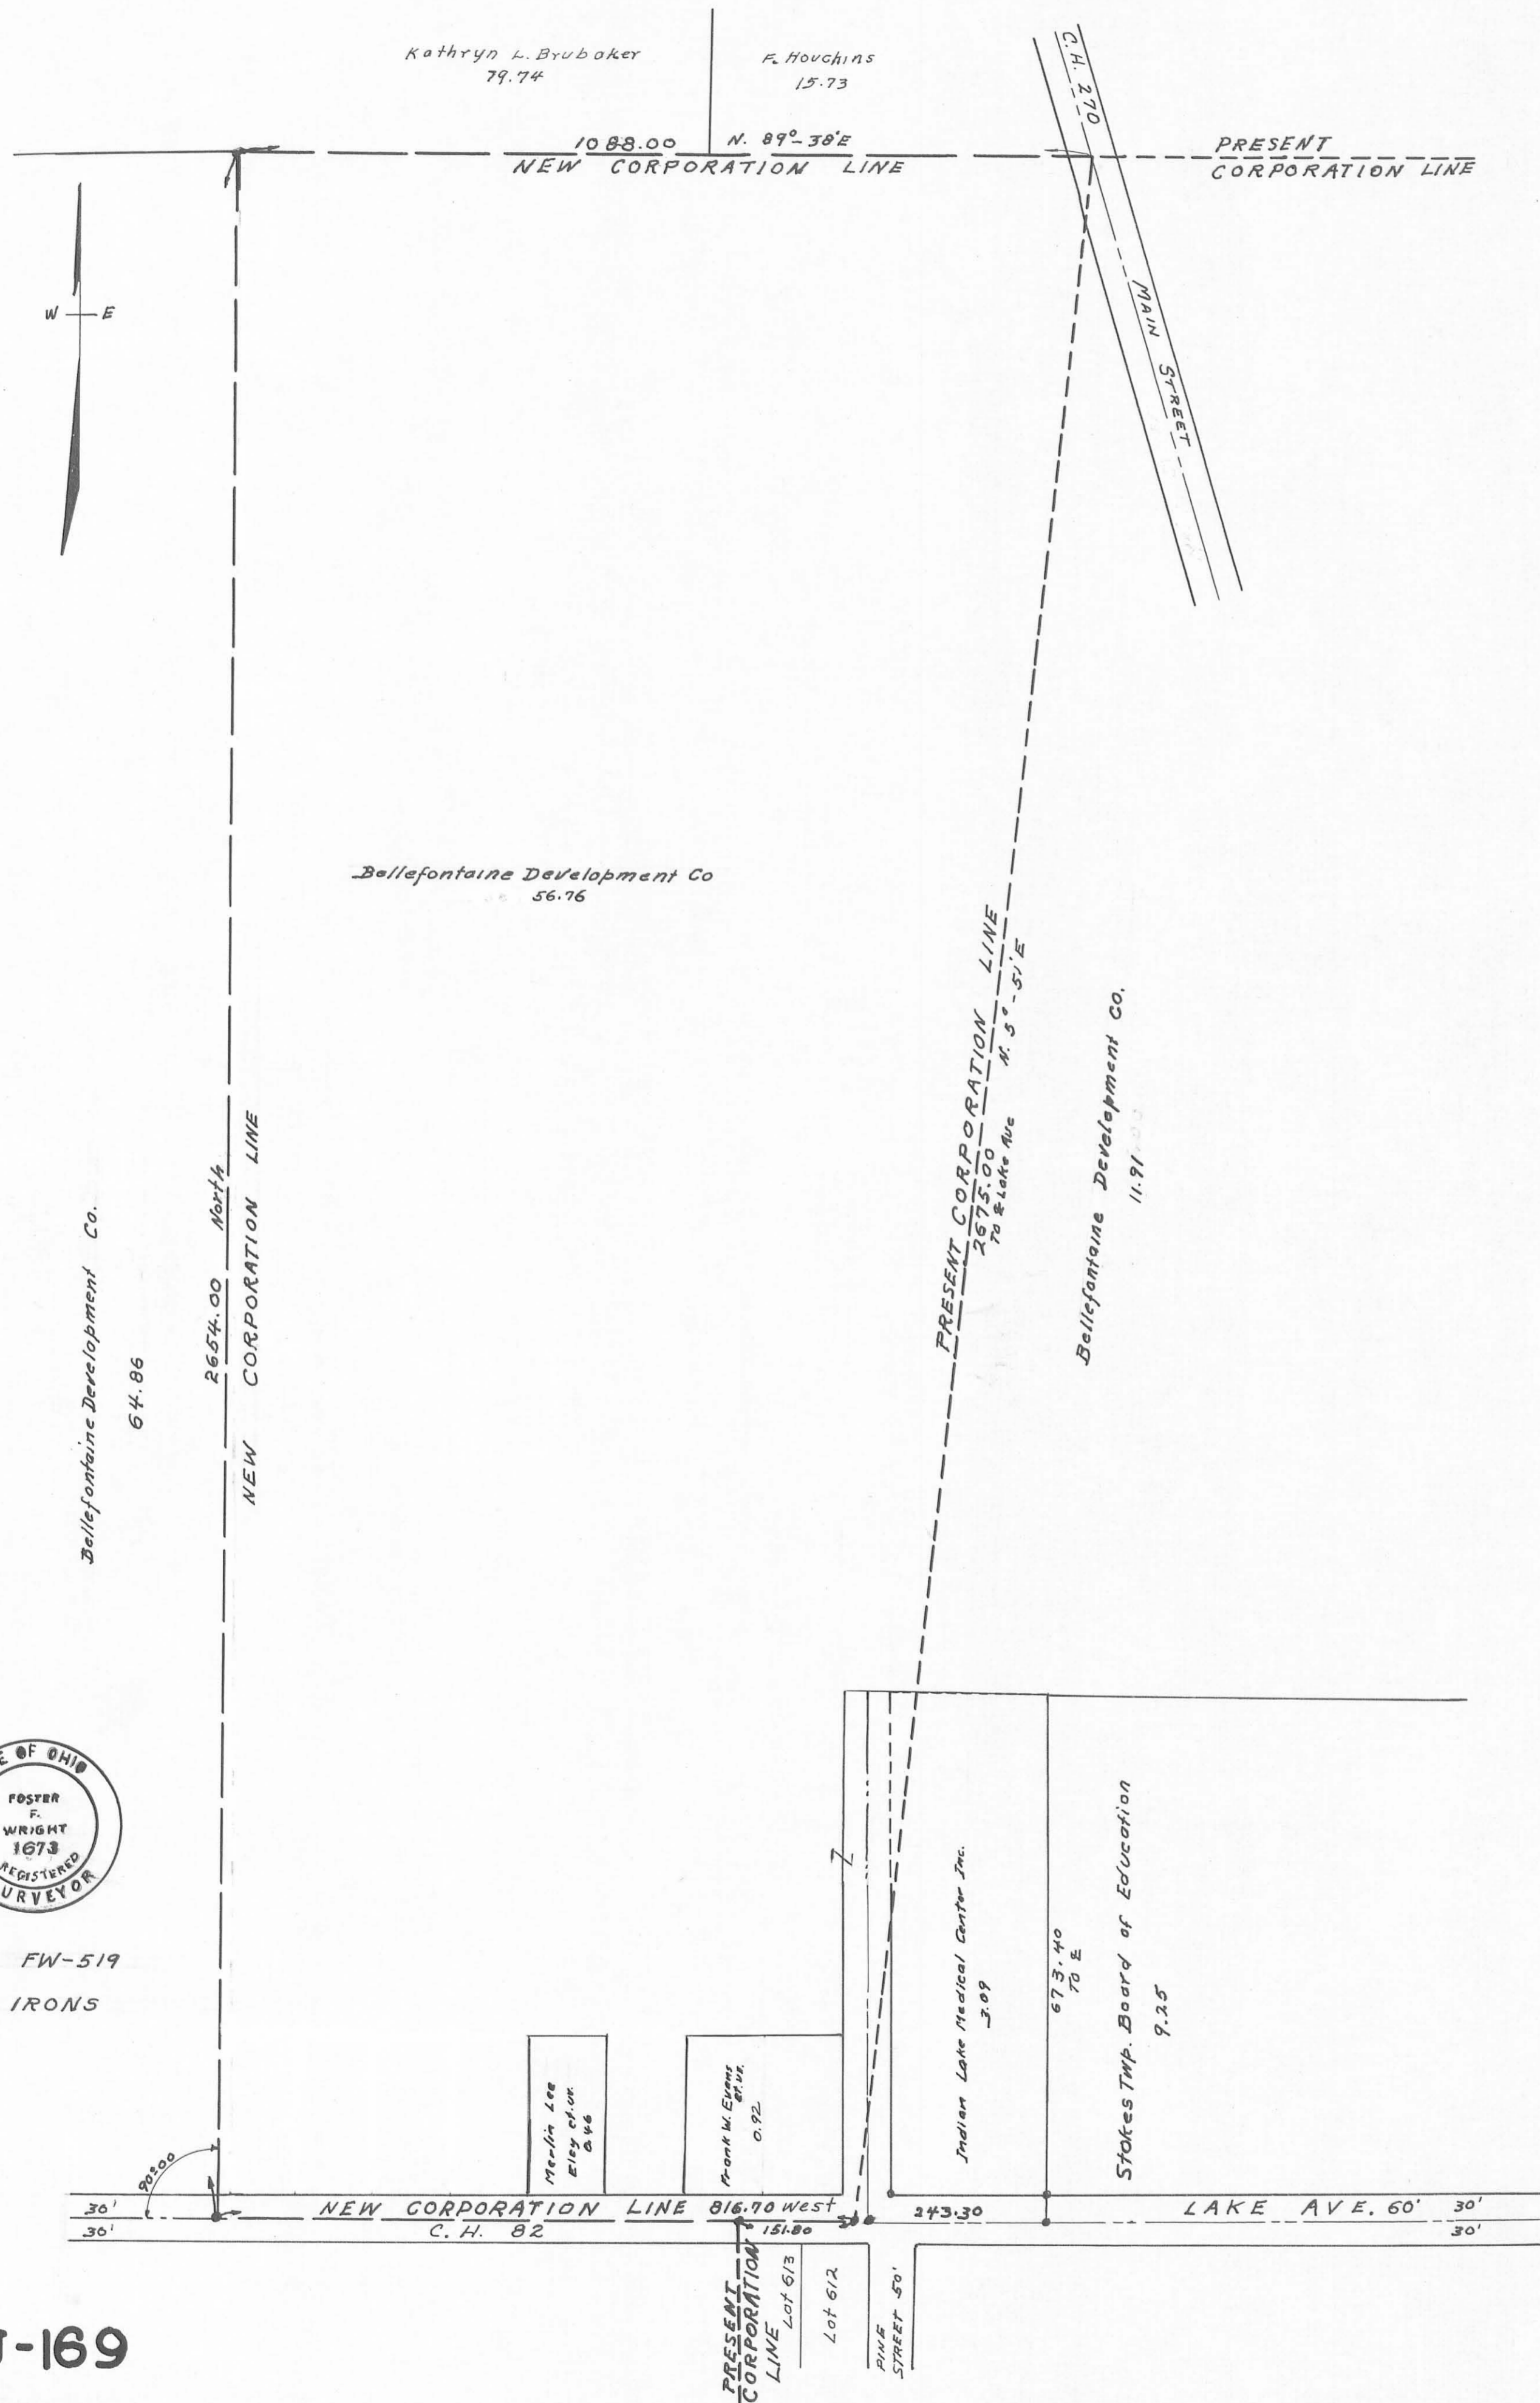 Kathryn L. Brubaker
79.74
F. Houchins
15.73
C.H. 270
1088.00 N. 89°-38'E
NEW CORPORATION LINE
PRESENT
CORPORATION LINE
W E
MAIN STREET
Bellefontaine Development Co
56.76
PRESENT CORPORATION LINE
2675.00 N. 5°-51'E
TO ℄ Lake Ave
Bellefontaine Development Co.
11.91
2654.00 North
NEW CORPORATION LINE
Bellefontaine Development Co.
64.86
E OF OHIO
FOSTER
F.
WRIGHT
1673
REGISTERED
URVEYOR
FW-519
IRONS
Indian Lake Medical Center Inc.
3.09
673.40
TO ℄
Stokes Twp. Board of Education
9.25
Merlin Lee
Eley et.ux.
0.46
Frank W. Evans
et.ux.
0.92
90°00
30'
30'
NEW CORPORATION LINE 816.70 West
C.H. 82
151.80
243.30
LAKE AVE. 60'
30'
30'
PRESENT
CORPORATION
LINE
Lot 613
Lot 612
PINE
STREET 50'
-169